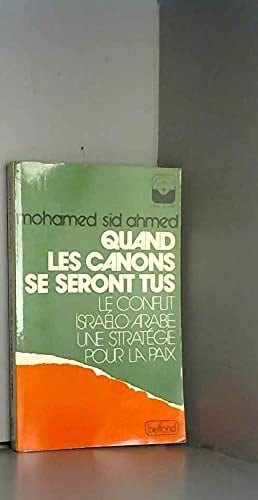 mohamed sid ahmed
QUAND
LES CANONS
SE SERONT TUS
LE CONFLIT
ISRAÉLO-ARABE
UNE STRATÉGIE
POUR LA PAIX
belfond